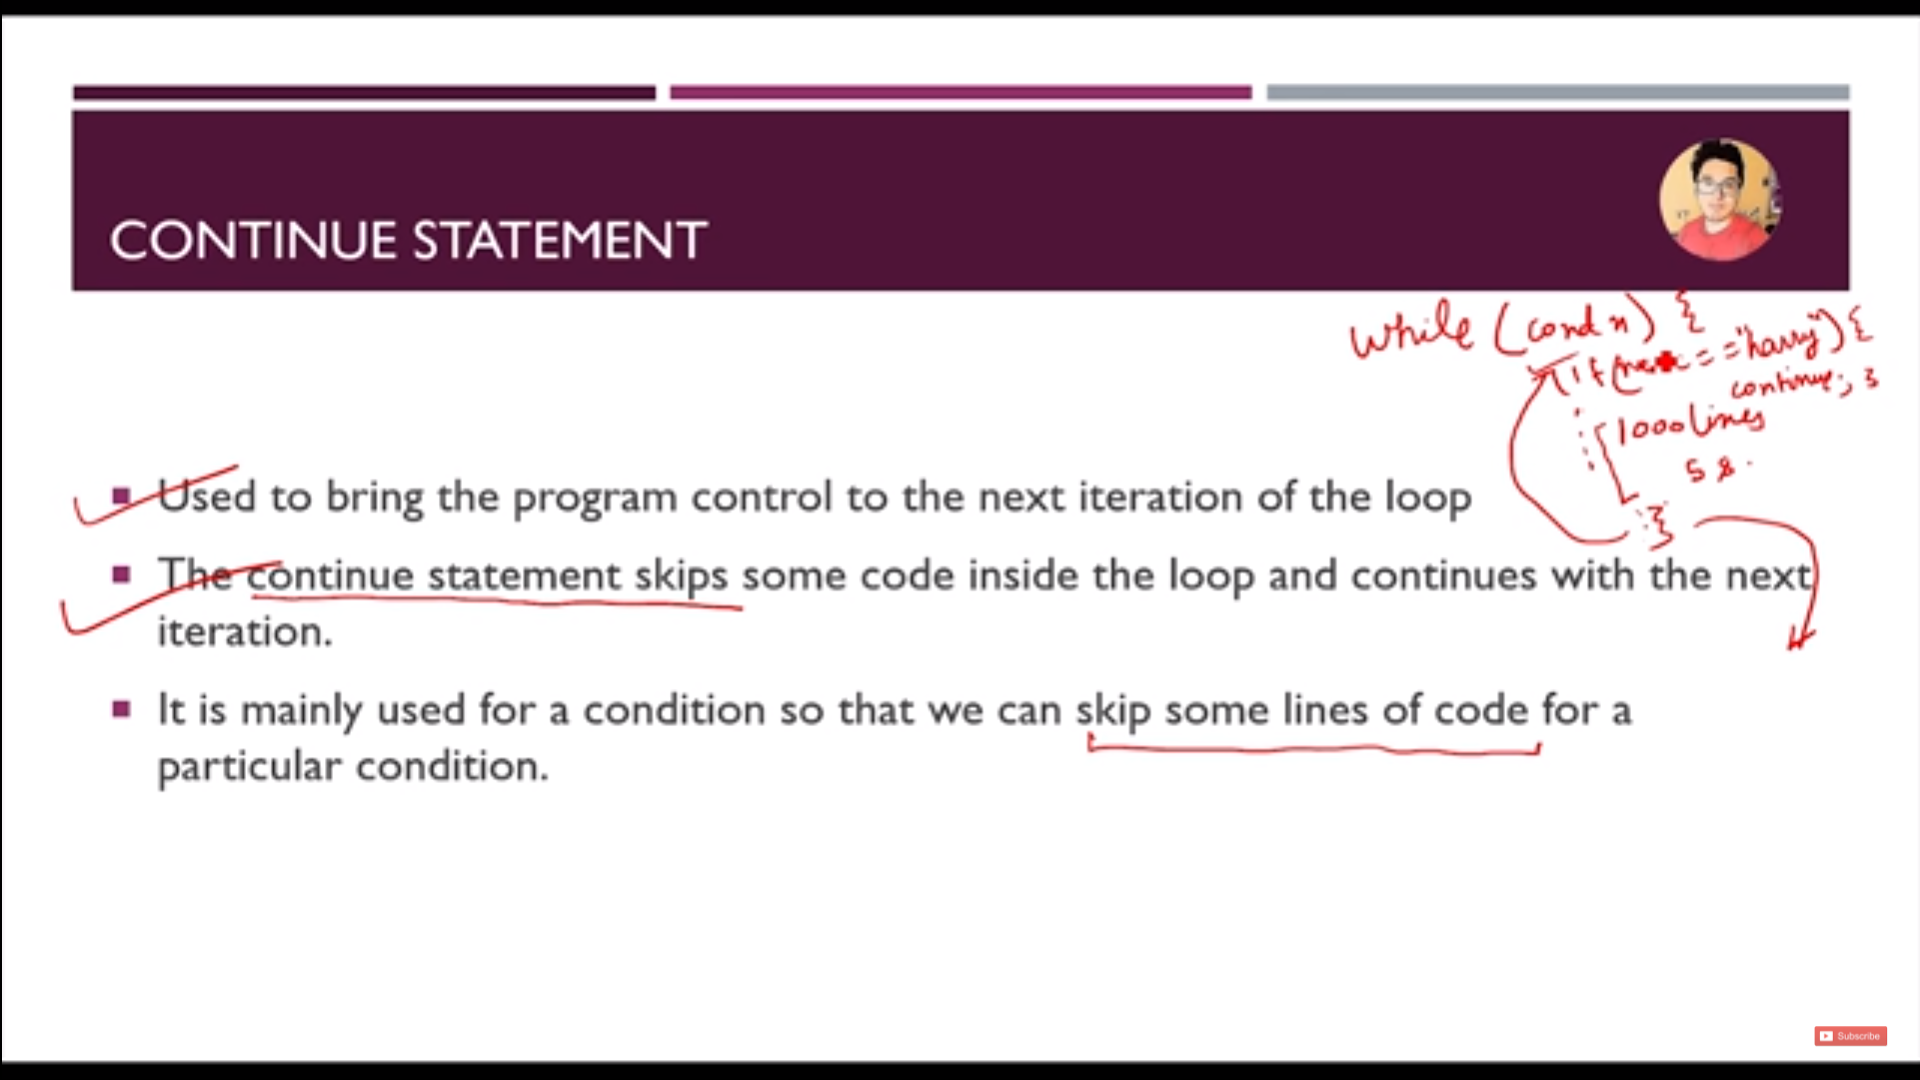 CONTINUE STATEMENT
while (condn) {
if ( == "harry") {
continue; }
1000 lines
5 8.
}
▪ Used to bring the program control to the next iteration of the loop
▪ The continue statement skips some code inside the loop and continues with the next
iteration.
▪ It is mainly used for a condition so that we can skip some lines of code for a
particular condition.
Subscribe